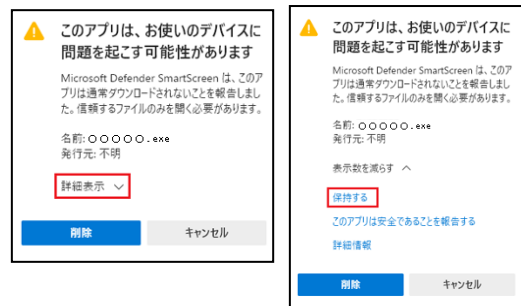 このアプリは、お使いのデバイスに
問題を起こす可能性があります
Microsoft Defender SmartScreen は、このア
プリは通常ダウンロードされないことを報告しまし
た。信頼するファイルのみを開く必要があります。
名前: ○○○○○.exe
発行元: 不明
詳細表示
削除
キャンセル
このアプリは、お使いのデバイスに
問題を起こす可能性があります
Microsoft Defender SmartScreen は、このア
プリは通常ダウンロードされないことを報告しまし
た。信頼するファイルのみを開く必要があります。
名前: ○○○○○.exe
発行元: 不明
表示数を減らす
保持する
このアプリは安全であることを報告する
詳細情報
削除
キャンセル